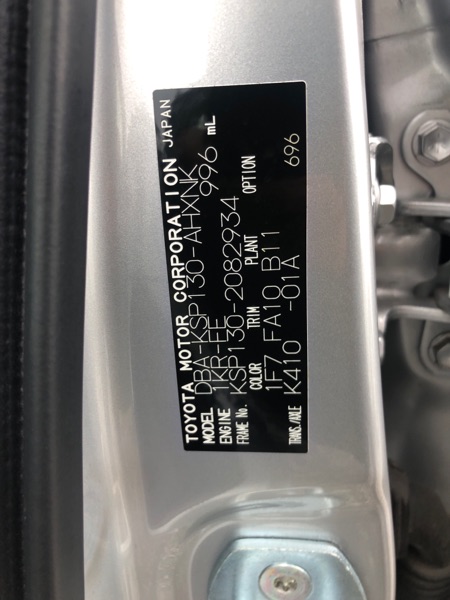 TOYOTA MOTOR CORPORATION JAPAN
MODEL DBA-KSP130-AHXNK
ENGINE 1KR-EE 996 mL
FRAME No. KSP130-2082934
COLOR TRIM PLANT OPTION
1F7 FA10 B11
TRANS./AXLE K410 -01A 696